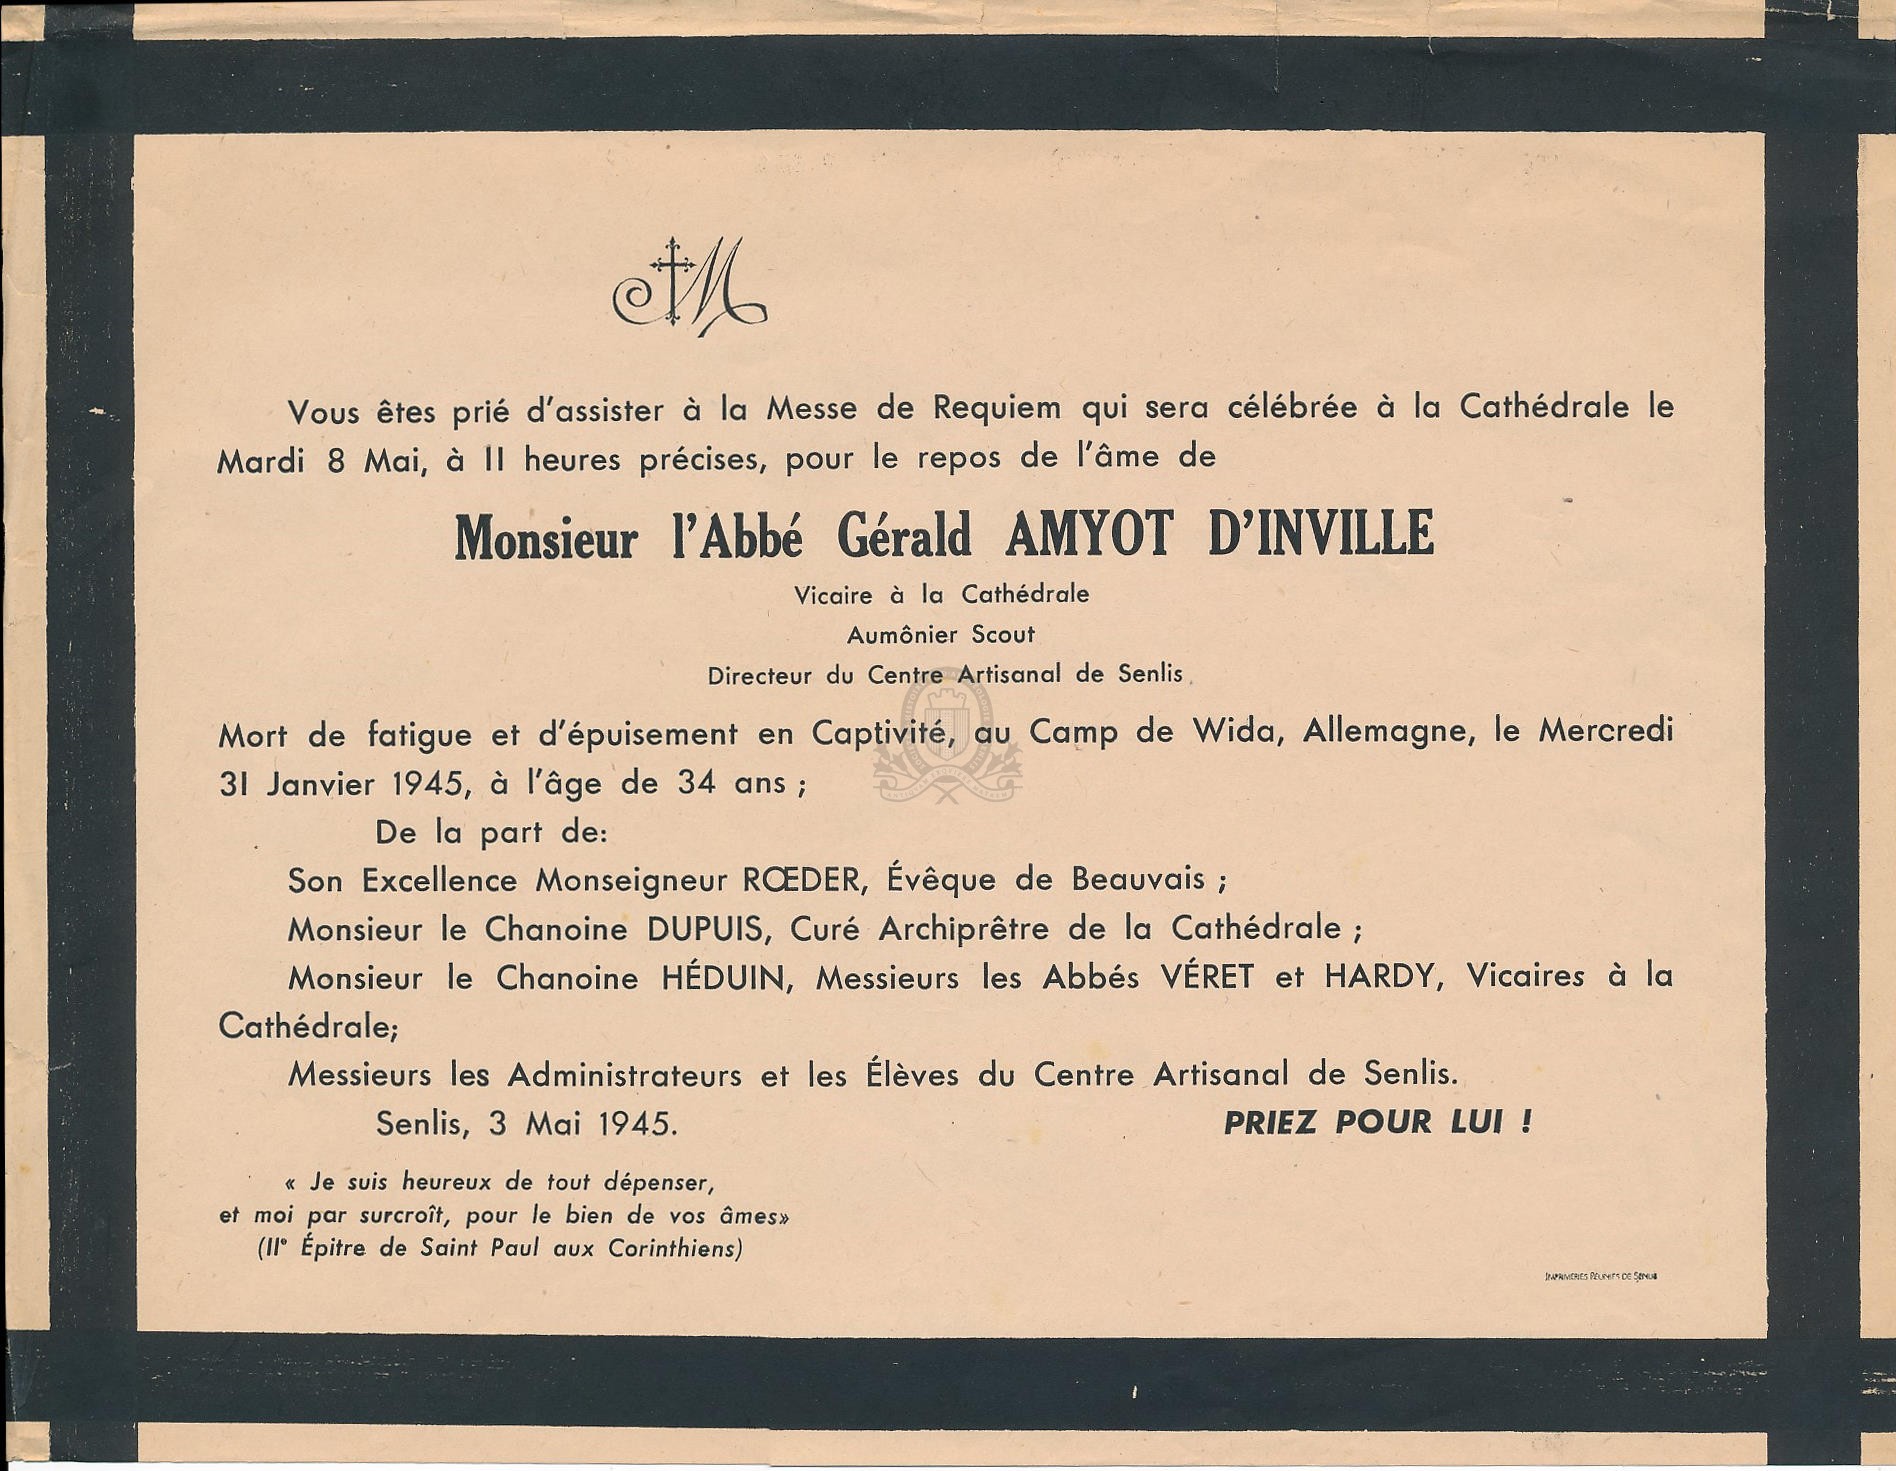 M
Vous êtes prié d'assister à la Messe de Requiem qui sera célébrée à la Cathédrale le
Mardi 8 Mai, à 11 heures précises, pour le repos de l'âme de
Monsieur l'Abbé Gérald AMYOT D'INVILLE
Vicaire à la Cathédrale
Aumônier Scout
Directeur du Centre Artisanal de Senlis
Mort de fatigue et d'épuisement en Captivité, au Camp de Wida, Allemagne, le Mercredi
31 Janvier 1945, à l'âge de 34 ans ;
De la part de:
Son Excellence Monseigneur RŒDER, Évêque de Beauvais ;
Monsieur le Chanoine DUPUIS, Curé Archiprêtre de la Cathédrale ;
Monsieur le Chanoine HÉDUIN, Messieurs les Abbés VÉRET et HARDY, Vicaires à la
Cathédrale;
Messieurs les Administrateurs et les Élèves du Centre Artisanal de Senlis.
Senlis, 3 Mai 1945. PRIEZ POUR LUI !
« Je suis heureux de tout dépenser,
et moi par surcroît, pour le bien de vos âmes»
(IIe Épitre de Saint Paul aux Corinthiens)
IMPRIMERIES RÉUNIES DE SENLIS